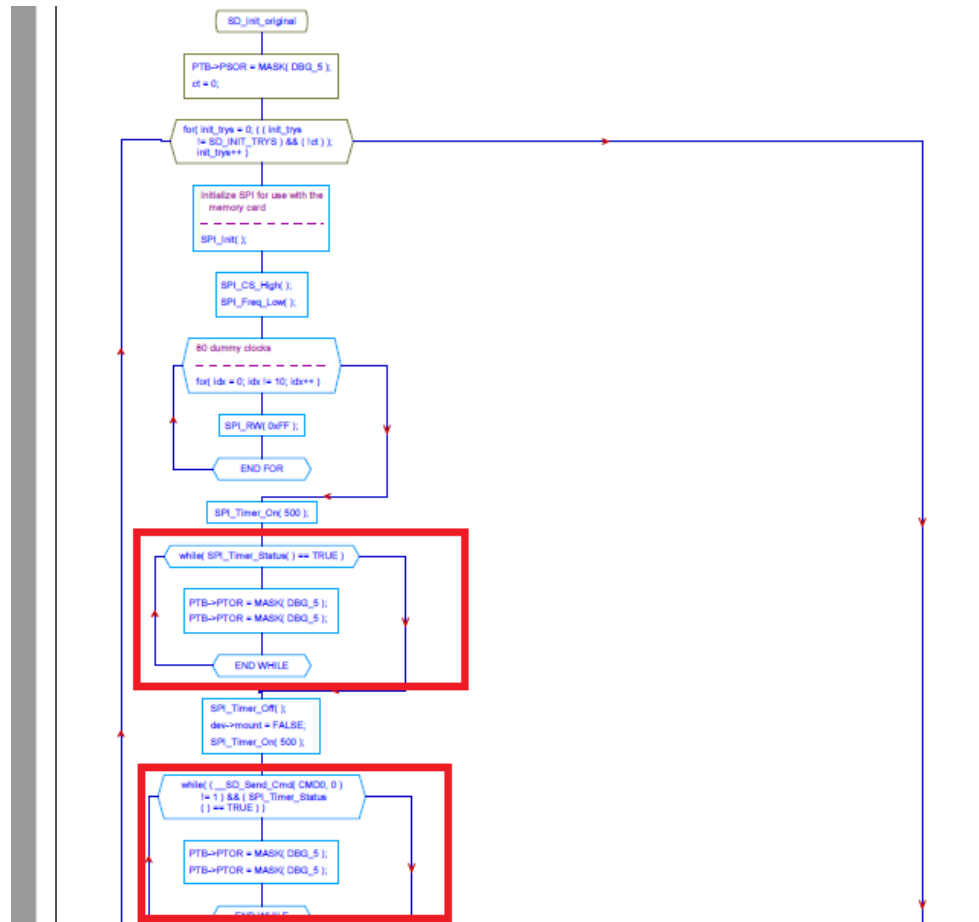 SD_Init_original
PTB->PSOR = MASK( DBG_5 );
ct = 0;
for( init_trys = 0; ( ( init_trys
!= SD_INIT_TRYS ) && ( !ct ) );
init_trys++ )
Initialize SPI for use with the
memory card
SPI_Init( );
SPI_CS_High( );
SPI_Freq_Low( );
80 dummy clocks
for( idx = 0; idx != 10; idx++ )
SPI_RW( 0xFF );
END FOR
SPI_Timer_On( 500 );
while( SPI_Timer_Status( ) == TRUE )
PTB->PTOR = MASK( DBG_5 );
PTB->PTOR = MASK( DBG_5 );
END WHILE
SPI_Timer_Off( );
dev->mount = FALSE;
SPI_Timer_On( 500 );
while( ( __SD_Send_Cmd( CMD0, 0 )
!= 1 ) && ( SPI_Timer_Status
( ) == TRUE ) )
PTB->PTOR = MASK( DBG_5 );
PTB->PTOR = MASK( DBG_5 );
END WHILE